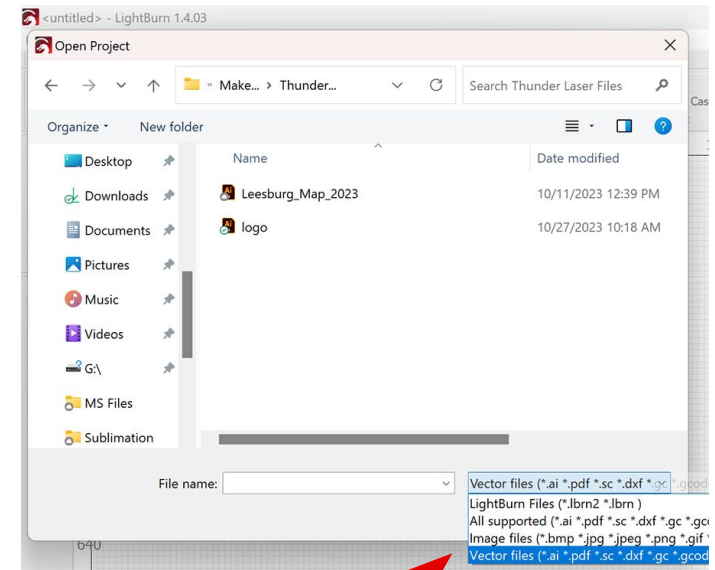 <untitled> - LightBurn 1.4.03
Open Project
Make... > Thunder...
Search Thunder Laser Files
Cas
Organize
New folder
Name
Date modified
Desktop
Downloads
Documents
Pictures
Music
Videos
G:\
MS Files
Sublimation
Leesburg_Map_2023
10/11/2023 12:39 PM
logo
10/27/2023 10:18 AM
File name:
Vector files (*.ai *.pdf *.sc *.dxf *.gc *.gcod
LightBurn Files (*.lbrn2 *.lbrn )
All supported (*.ai *.pdf *.sc *.dxf *.gc *.gco
Image files (*.bmp *.jpg *.jpeg *.png *.gif *
Vector files (*.ai *.pdf *.sc *.dxf *.gc *.gcod
640